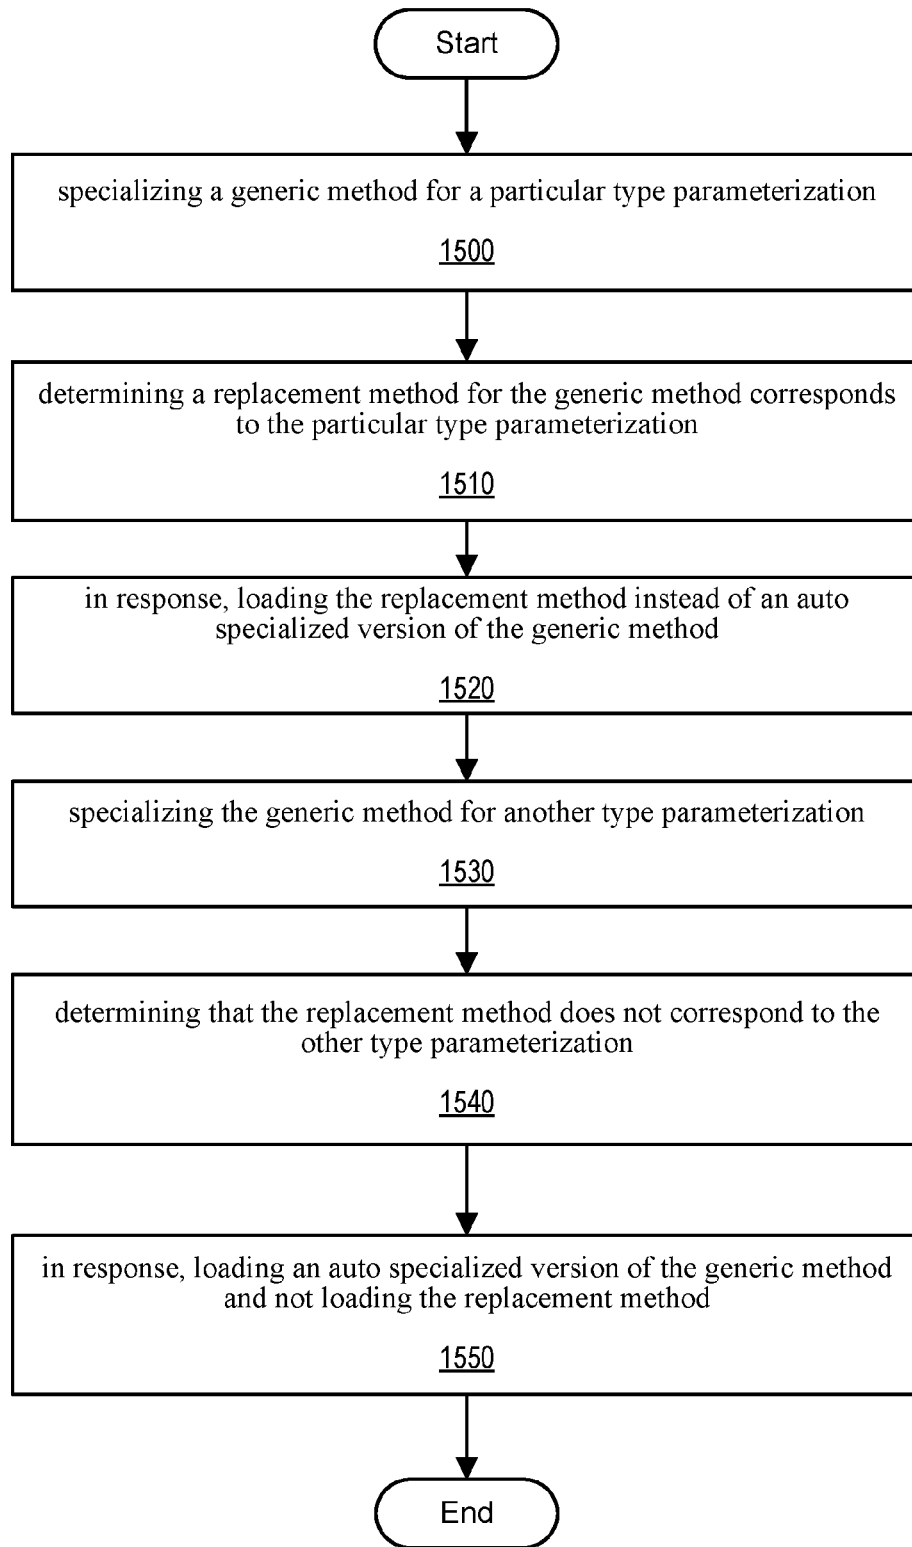 Start
specializing a generic method for a particular type parameterization
1500
determining a replacement method for the generic method corresponds
to the particular type parameterization
1510
in response, loading the replacement method instead of an auto
specialized version of the generic method
1520
specializing the generic method for another type parameterization
1530
determining that the replacement method does not correspond to the
other type parameterization
1540
in response, loading an auto specialized version of the generic method
and not loading the replacement method
1550
End